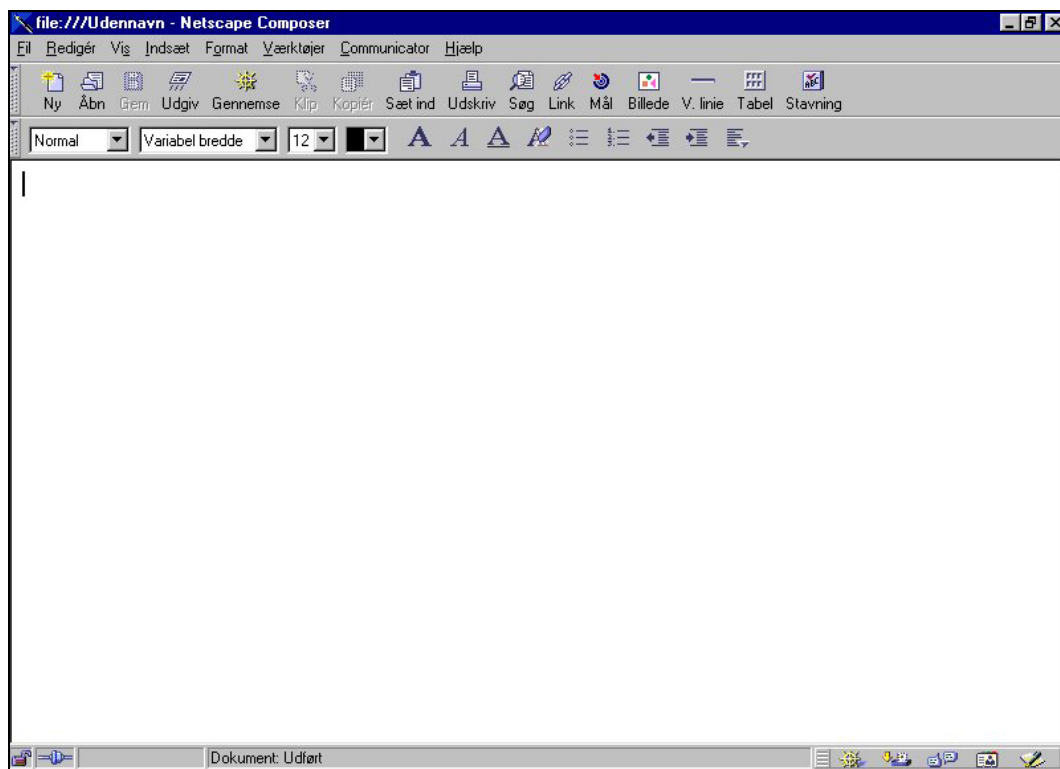 file:///Udennavn - Netscape Composer
Fil Redigér Vis Indsæt Format Værktøjer Communicator Hjælp
Ny Åbn Gem Udgiv Gennemse Klip Kopiér Sæt ind Udskriv Søg Link Mål Billede V. linie Tabel Stavning
Normal Variabel bredde 12 A A A A
Dokument: Udført